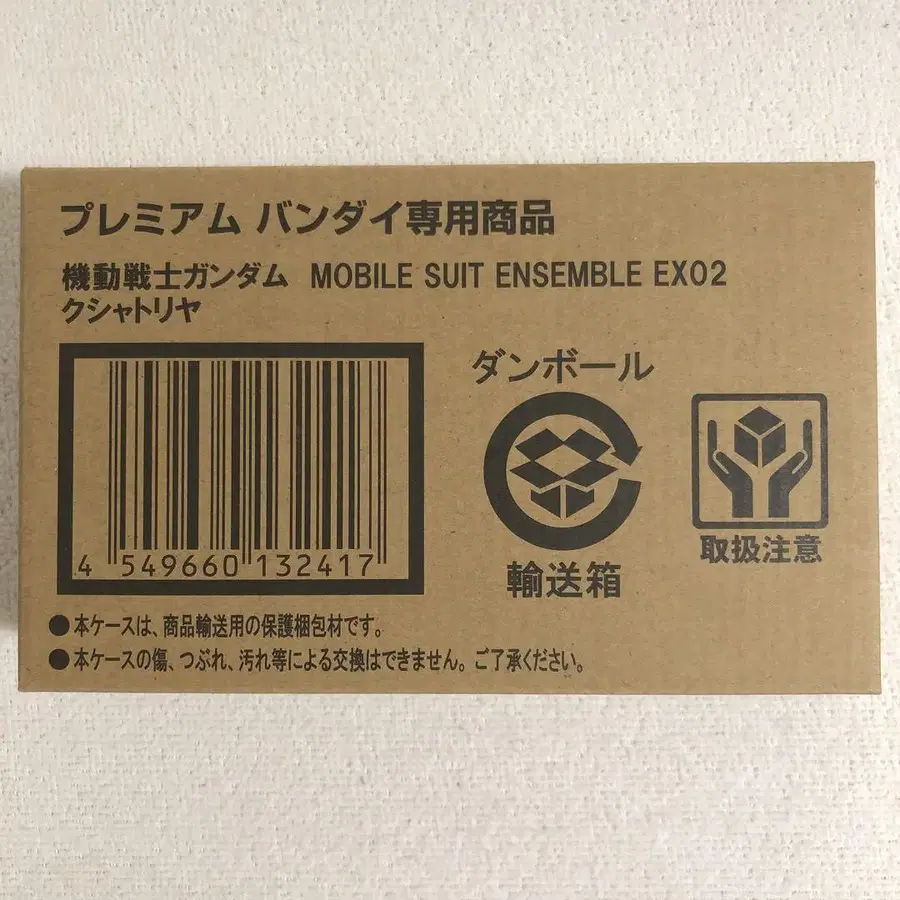 プレミアム バンダイ専用商品
機動戦士ガンダム MOBILE SUIT ENSEMBLE EX02
クシャトリヤ
ダンボール
輸送箱
取扱注意
4 549660 132417
●本ケースは、商品輸送用の保護梱包材です。
●本ケースの傷、つぶれ、汚れ等による交換はできません。ご了承ください。